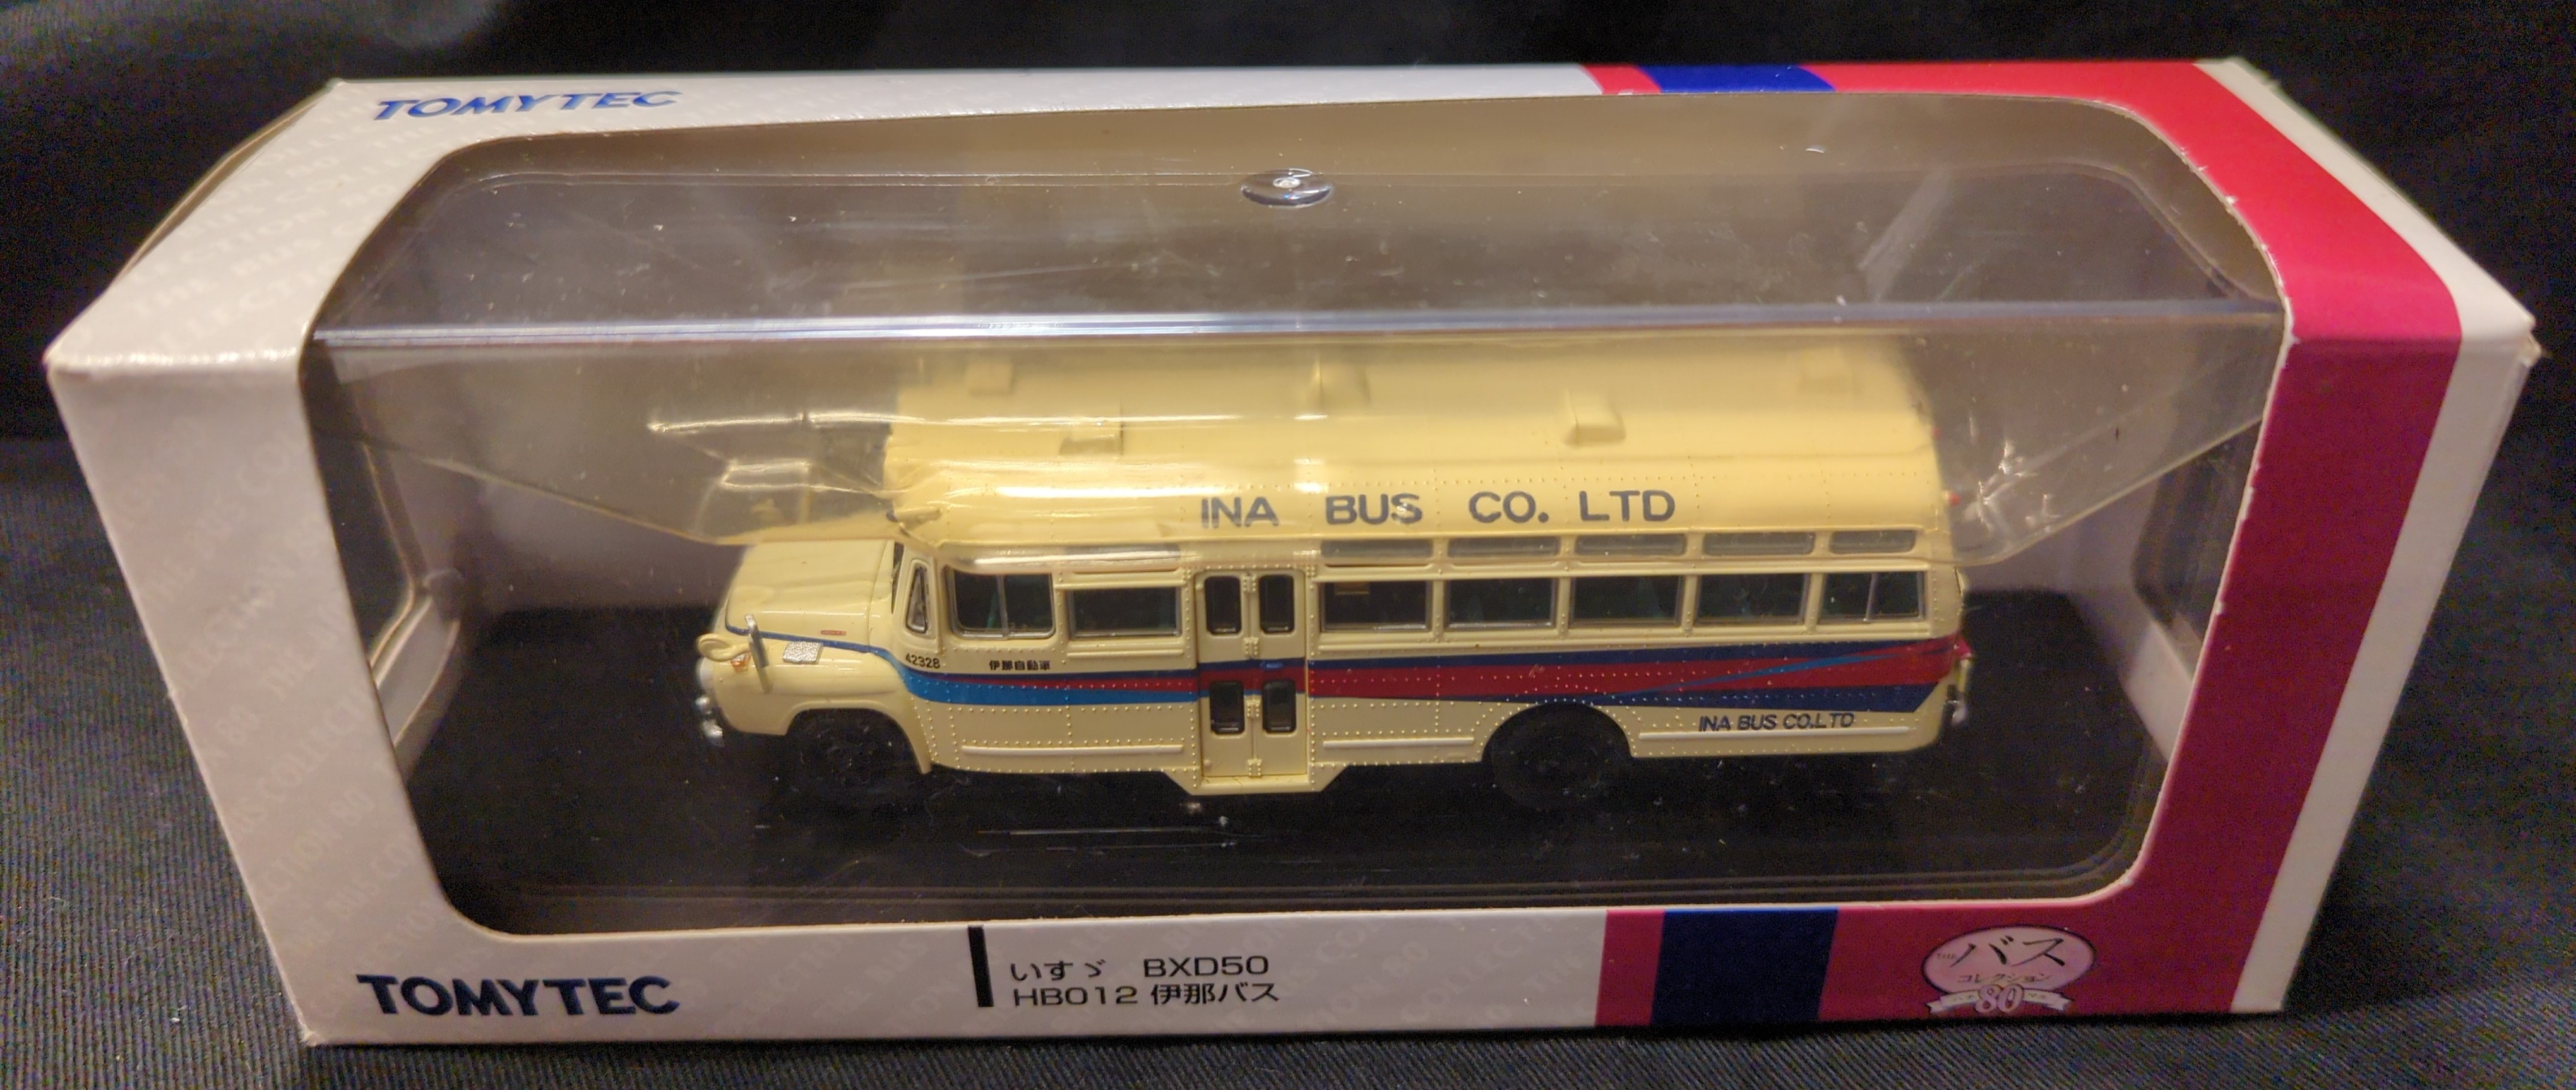 TOMYTEC
INA BUS CO. LTD
42328
伊那自動車
INA BUS CO.LTD
TOMYTEC
いすゞ BXD50
HB012 伊那バス
THE
バス
コレクション
80